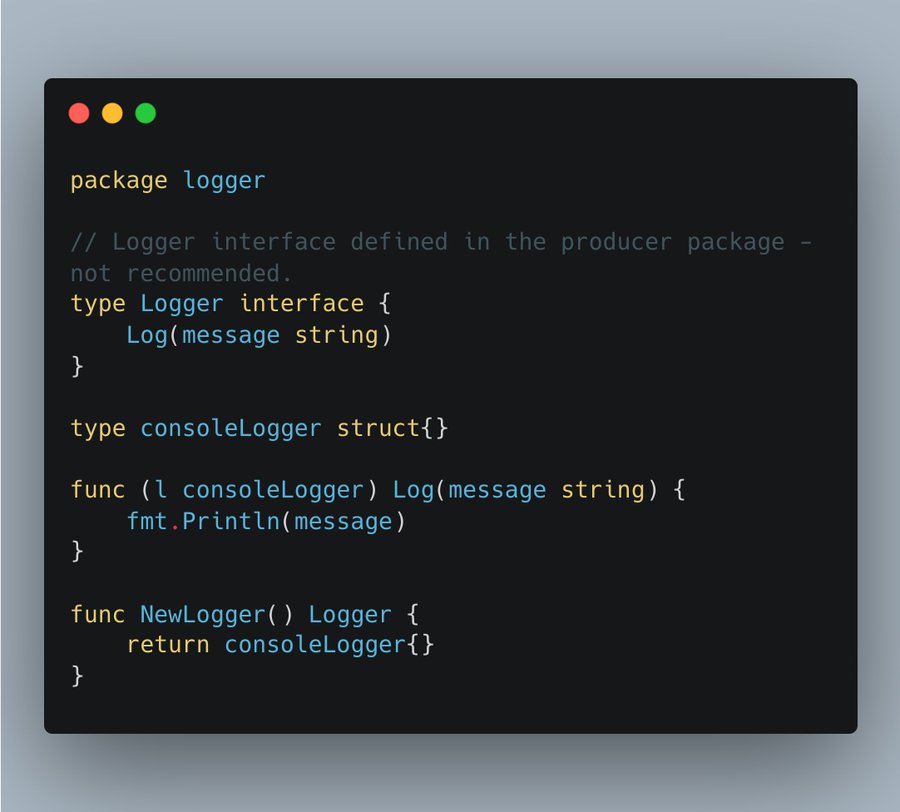 package logger

// Logger interface defined in the producer package –
not recommended.
type Logger interface {
    Log(message string)
}

type consoleLogger struct{}

func (l consoleLogger) Log(message string) {
    fmt.Println(message)
}

func NewLogger() Logger {
    return consoleLogger{}
}